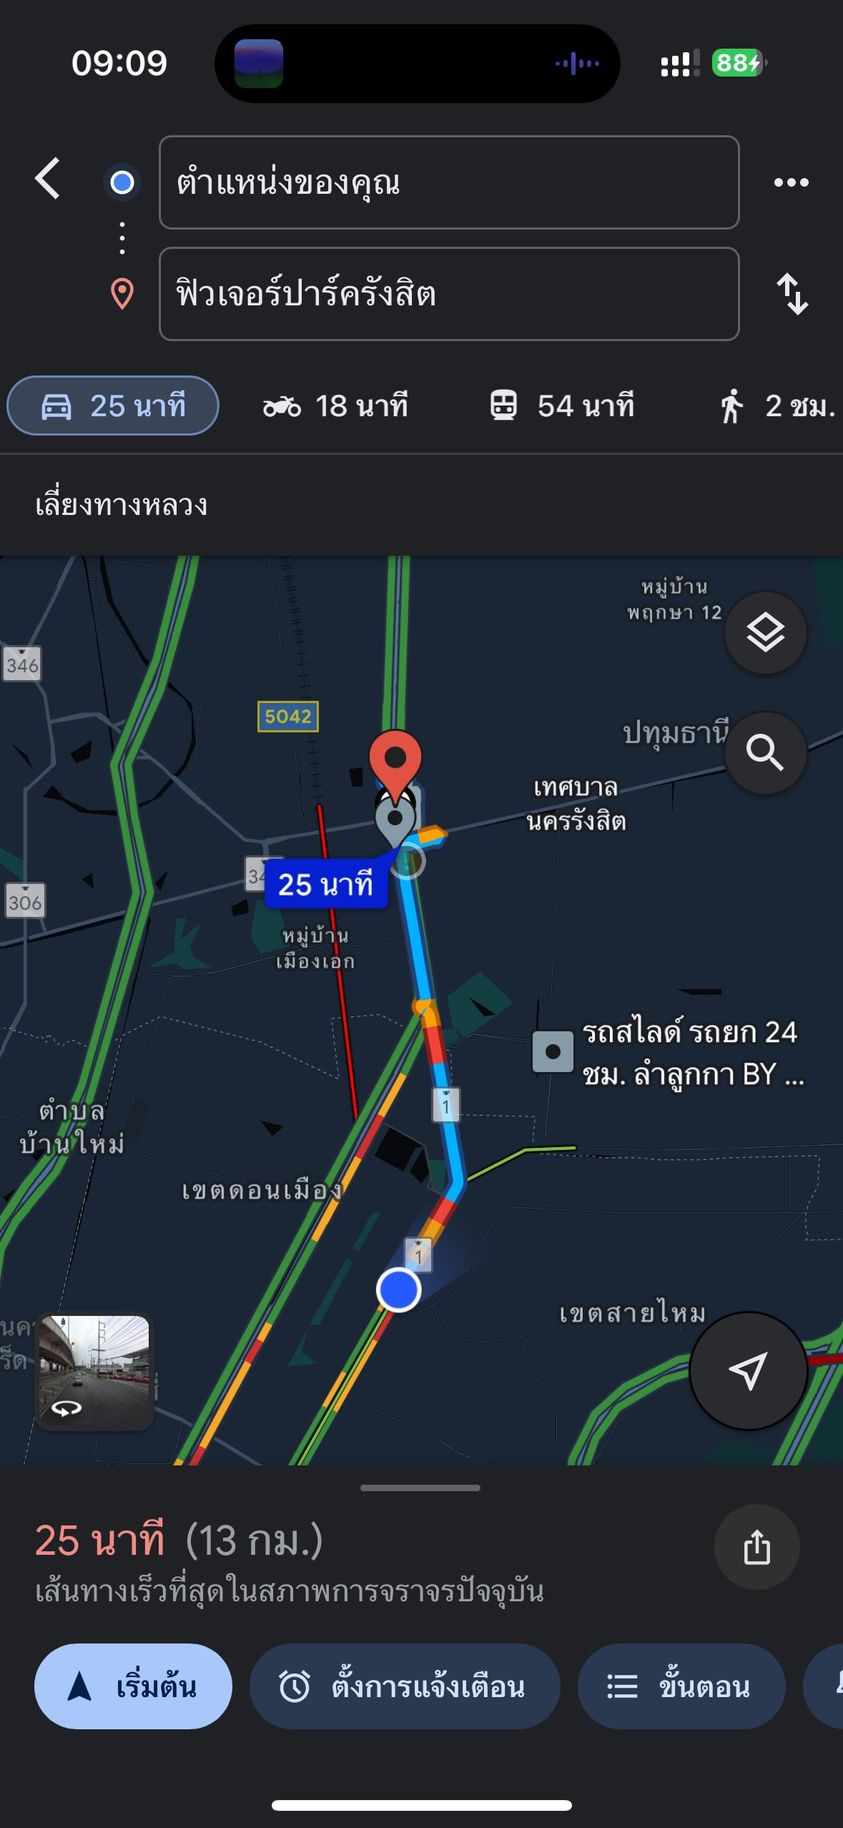 09:09
88
ตำแหน่งของคุณ
ฟิวเจอร์ปาร์ครังสิต
25 นาที
18 นาที
54 นาที
2 ชม.
เลี่ยงทางหลวง
หมู่บ้าน
พฤกษา 12
346
5042
ปทุมธานี
เทศบาล
นครรังสิต
34
25 นาที
306
หมู่บ้าน
เมืองเอก
รถสไลด์ รถยก 24
ชม. ลำลูกกา BY ...
1
ตำบล
บ้านใหม่
เขตดอนเมือง
1
เขตสายไหม
25 นาที (13 กม.)
เส้นทางเร็วที่สุดในสภาพการจราจรปัจจุบัน
เริ่มต้น
ตั้งการแจ้งเตือน
ขั้นตอน